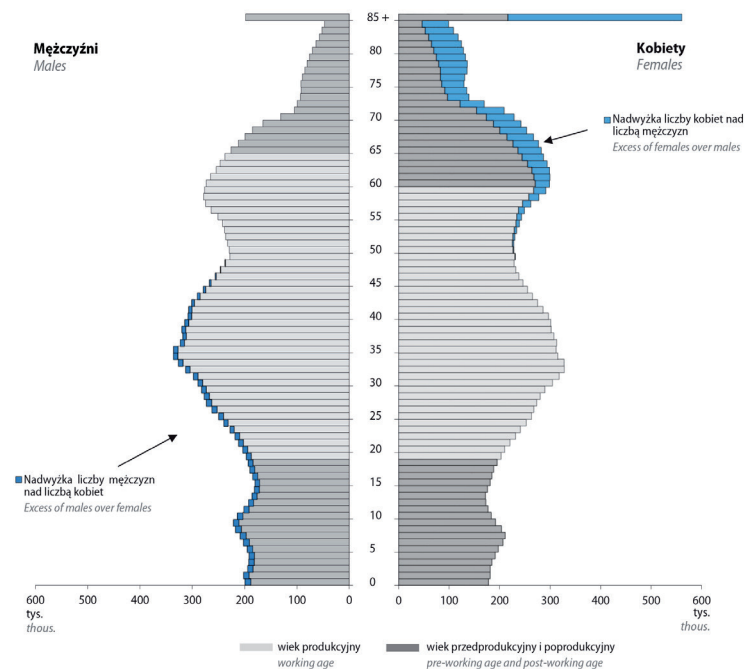 85 +
Mężczyźni
Males
Kobiety
Females
80
75
70
Nadwyżka liczby kobiet nad
liczbą mężczyzn
Excess of females over males
65
60
55
50
45
40
35
30
25
20
Nadwyżka liczby mężczyzn
nad liczbą kobiet
Excess of males over females
15
10
5
0
600 500 400 300 200 100 0 0 100 200 300 400 500 600
tys. tys.
thous. thous.
wiek produkcyjny wiek przedprodukcyjny i poprodukcyjny
working age pre-working age and post-working age